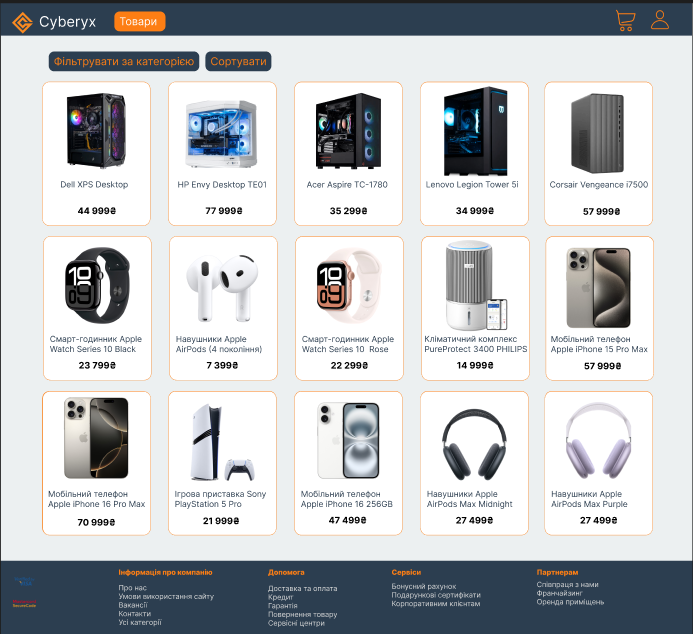 Cyberyx
Товари
Фільтрувати за категорією
Сортувати
Dell XPS Desktop
44 999₴
HP Envy Desktop TE01
77 999₴
Acer Aspire TC-1780
35 299₴
Lenovo Legion Tower 5i
34 999₴
Corsair Vengeance i7500
57 999₴
Смарт-годинник Apple
Watch Series 10 Black
23 799₴
Навушники Apple
AirPods (4 покоління)
7 399₴
Смарт-годинник Apple
Watch Series 10 Rose
22 299₴
Кліматичний комплекс
PureProtect 3400 PHILIPS
14 999₴
Мобільний телефон
Apple iPhone 15 Pro Max
57 999₴
Мобільний телефон
Apple iPhone 16 Pro Max
70 999₴
Ігрова приставка Sony
PlayStation 5 Pro
21 999₴
Мобільний телефон
Apple iPhone 16 256GB
47 499₴
Навушники Apple
AirPods Max Midnight
27 499₴
Навушники Apple
AirPods Max Purple
27 499₴
Інформація про компанію
Про нас
Умови використання сайту
Вакансії
Контакти
Усі категорії
Допомога
Доставка та оплата
Кредит
Гарантія
Повернення товару
Сервісні центри
Сервіси
Бонусний рахунок
Подарункові сертифікати
Корпоративним клієнтам
Партнерам
Співпраця з нами
Франчайзинг
Оренда приміщень